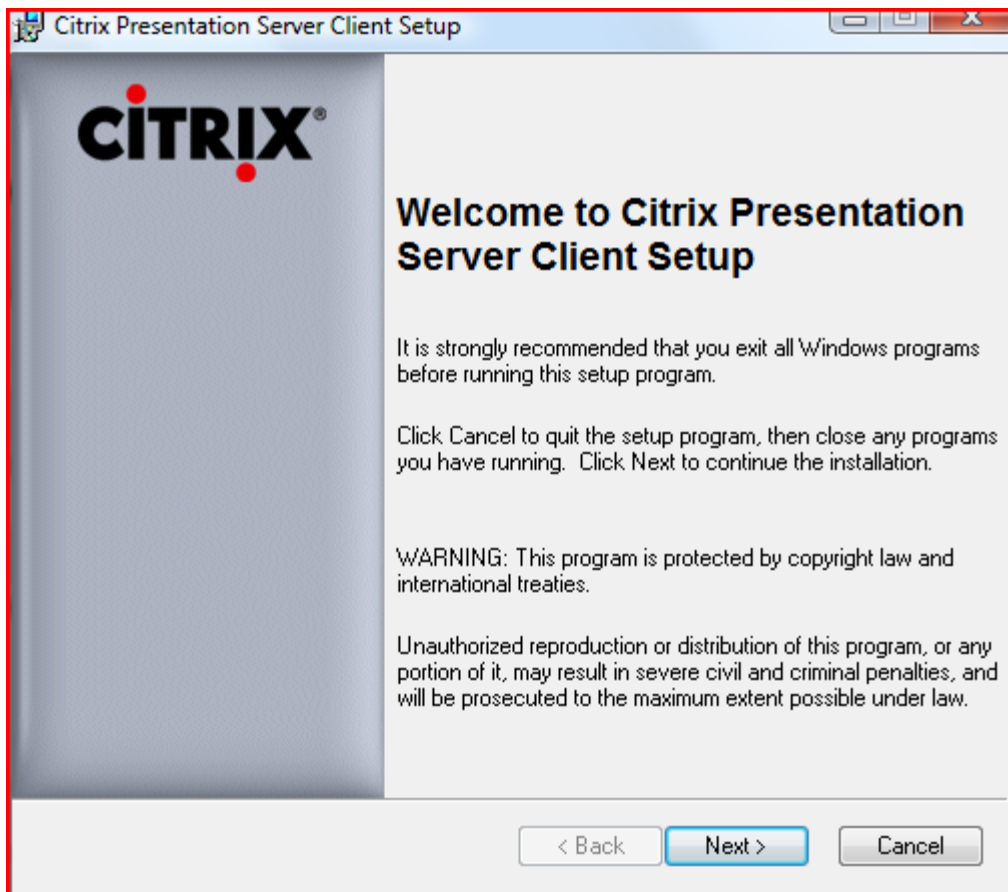 Citrix Presentation Server Client Setup
CİTRỊX®
Welcome to Citrix Presentation
Server Client Setup
It is strongly recommended that you exit all Windows programs
before running this setup program.
Click Cancel to quit the setup program, then close any programs
you have running.  Click Next to continue the installation.
WARNING: This program is protected by copyright law and
international treaties.
Unauthorized reproduction or distribution of this program, or any
portion of it, may result in severe civil and criminal penalties, and
will be prosecuted to the maximum extent possible under law.
< Back
Next >
Cancel